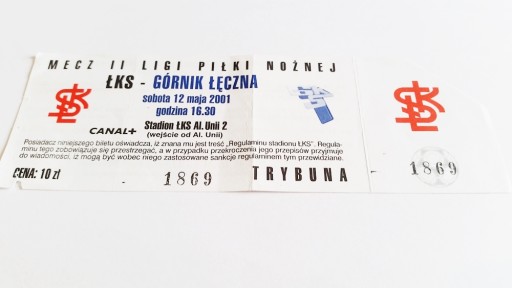 MECZ II LIGI PIŁKI NOŻNEJ
ŁKS - GÓRNIK ŁĘCZNA
sobota 12 maja 2001
godzina 16.30
CANAL+
Stadion ŁKS Al. Unii 2
(wejście od Al. Unii)
Posiadacz niniejszego biletu oświadcza, iż znana mu jest treść „Regulaminu stadionu ŁKS". Regula-
minu tego zobowiązuje się przestrzegać, a w przypadku przekroczenia jego przepisów przyjmuje
do wiadomości, iż mogą być wobec niego zastosowane sankcje regulaminem tym przewidziane.
CENA: 10 zł
1869
TRYBUNA
ŁKS
1869